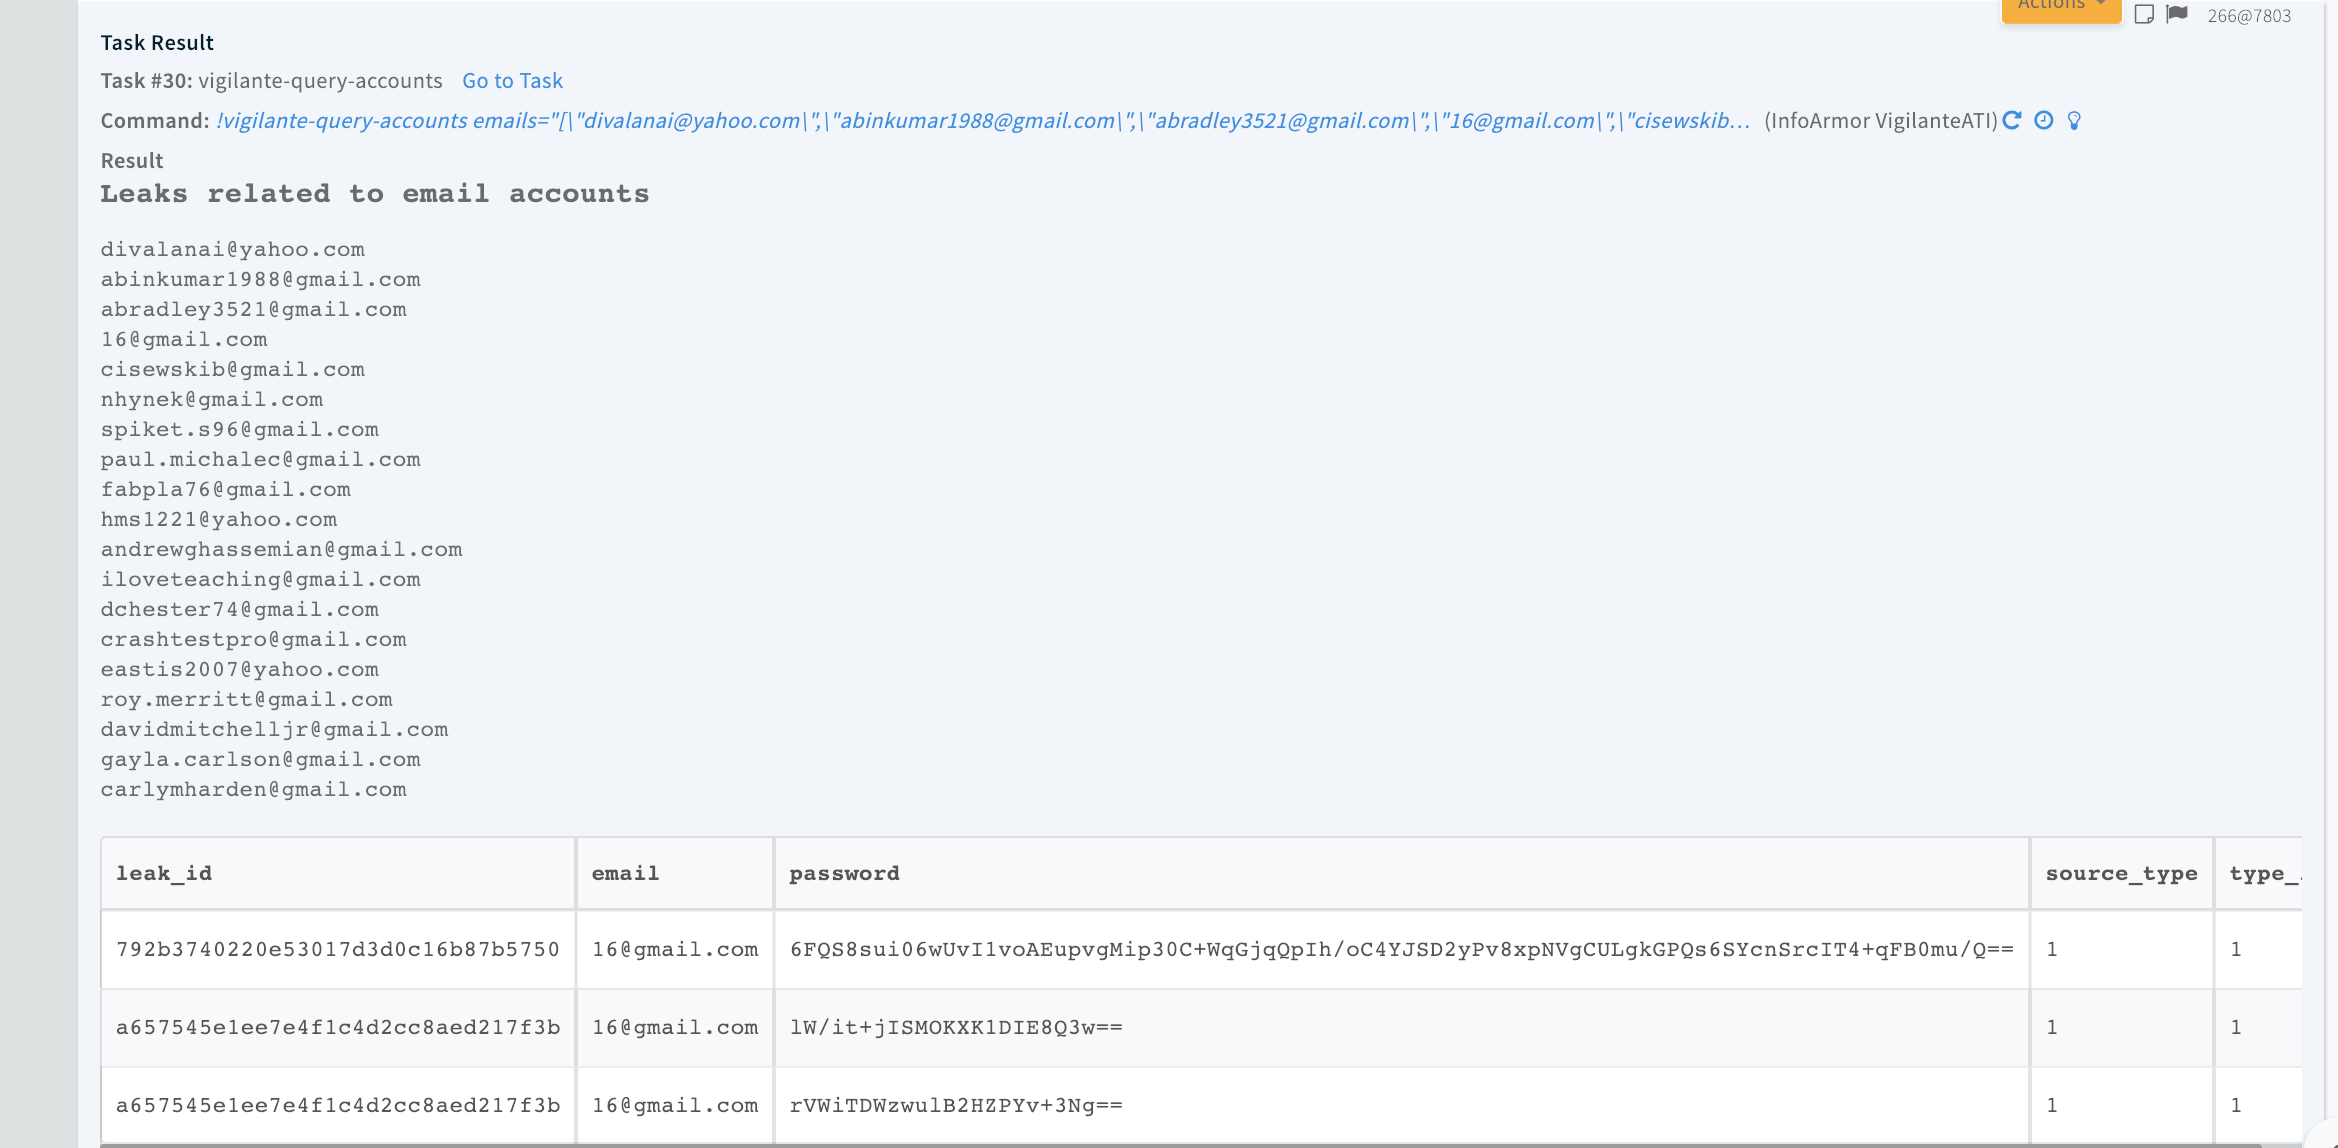 Actions
266@7803
Task Result
Task #30: vigilante-query-accounts Go to Task
Command: !vigilante-query-accounts emails="[\"divalanai@yahoo.com\",\"abinkumar1988@gmail.com\",\"abradley3521@gmail.com\",\"16@gmail.com\",\"cisewskib... (InfoArmor VigilanteATI)
Result
Leaks related to email accounts
divalanai@yahoo.com
abinkumar1988@gmail.com
abradley3521@gmail.com
16@gmail.com
cisewskib@gmail.com
nhynek@gmail.com
spiket.s96@gmail.com
paul.michalec@gmail.com
fabpla76@gmail.com
hms1221@yahoo.com
andrewghassemian@gmail.com
iloveteaching@gmail.com
dchester74@gmail.com
crashtestpro@gmail.com
eastis2007@yahoo.com
roy.merritt@gmail.com
davidmitchelljr@gmail.com
gayla.carlson@gmail.com
carlymharden@gmail.com
leak_id email password source_type type_
792b3740220e53017d3d0c16b87b5750 16@gmail.com 6FQS8sui06wUvI1voAEupvgMip30C+WqGjqQpIh/oC4YJSD2yPv8xpNVgCULgkGPQs6SYcnSrcIT4+qFB0mu/Q== 1 1
a657545e1ee7e4f1c4d2cc8aed217f3b 16@gmail.com lW/it+jISMOKXK1DIE8Q3w== 1 1
a657545e1ee7e4f1c4d2cc8aed217f3b 16@gmail.com rVWiTDWzwulB2HZPYv+3Ng== 1 1